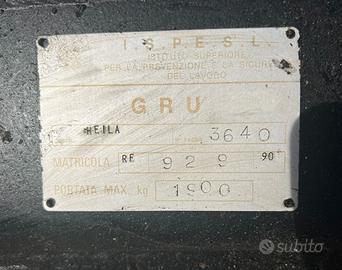 I.S.P.E.S.L.
ISTITUTO SUPERIORE
PER LA PREVENZIONE E LA SICUREZZA
DEL LAVORO
GRU
HEILA 3640
MATRICOLA RE 929 90
PORTATA MAX kg 1900
subito